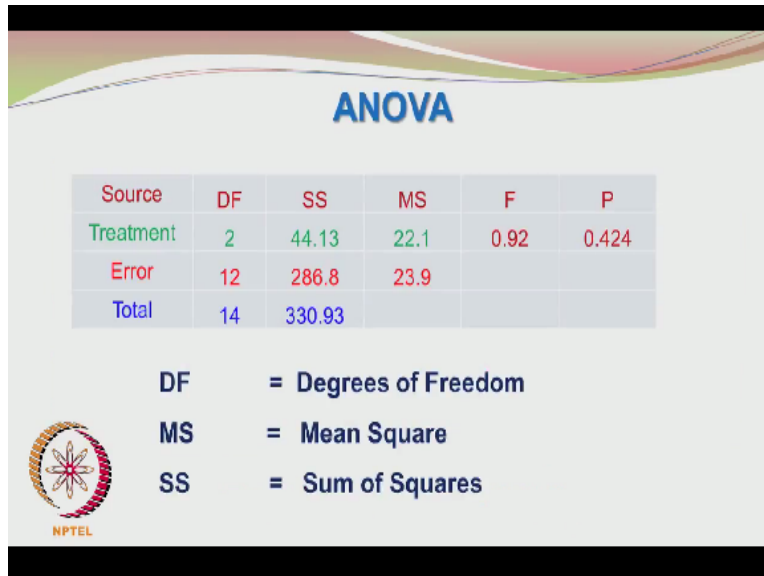 ANOVA
Source DF SS MS F P
Treatment 2 44.13 22.1 0.92 0.424
Error 12 286.8 23.9
Total 14 330.93
DF = Degrees of Freedom
MS = Mean Square
SS = Sum of Squares
NPTEL